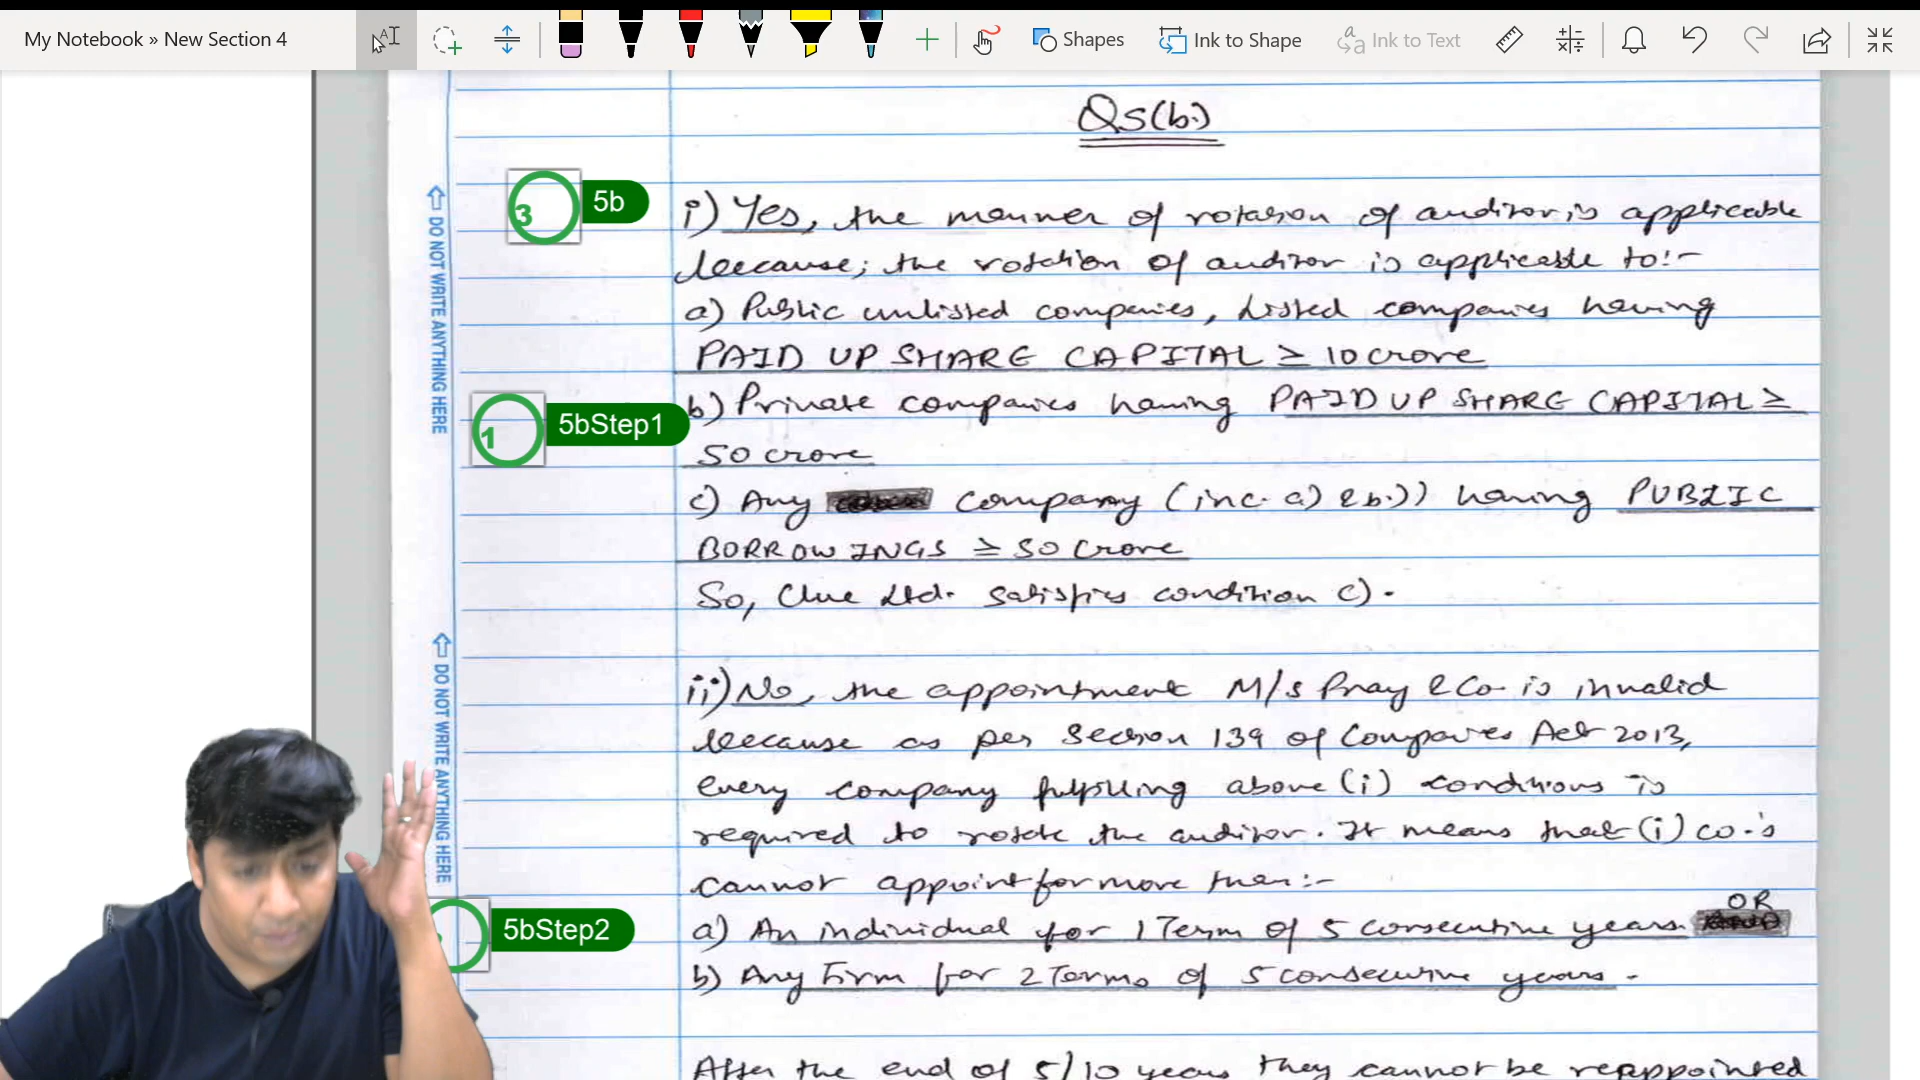 My Notebook » New Section 4
Shapes
Ink to Shape
Ink to Text
Q5(b.)
3 5b
i) Yes, the manner of rotation of auditor is applicable
because; the rotation of auditor is applicable to:-
a) Public unlisted companies, Listed companies having
PAID UP SHARE CAPITAL ≥ 10 crore
1 5bStep1
b) Private companies having PAID UP SHARE CAPITAL ≥
50 crore
c) Any company (inc. a) & b.)) having PUBLIC
BORROWINGS ≥ 50 Crore
So, Clue Ltd. satisfies condition c).
ii) No, the appointment M/s Pray & Co is invalid
because as per Section 139 of Companies Act 2013,
every company fulfilling above (i) conditions is
required to rotate the auditor. It means that (i) co.'s
cannot appoint for more than:-
5bStep2
a) An individual for 1 Term of 5 consecutive years OR
b) Any Firm for 2 Terms of 5 consecutive years.
After the end of 5/10 years they cannot be reappointed
DO NOT WRITE ANYTHING HERE
DO NOT WRITE ANYTHING HERE